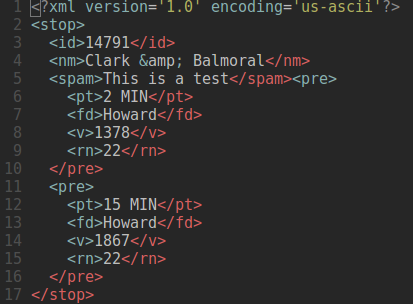 1 <?xml version='1.0' encoding='us-ascii'?>
2 <stop>
3   <id>14791</id>
4   <nm>Clark &amp; Balmoral</nm>
5   <spam>This is a test</spam><pre>
6     <pt>2 MIN</pt>
7     <fd>Howard</fd>
8     <v>1378</v>
9     <rn>22</rn>
10   </pre>
11   <pre>
12     <pt>15 MIN</pt>
13     <fd>Howard</fd>
14     <v>1867</v>
15     <rn>22</rn>
16   </pre>
17 </stop>